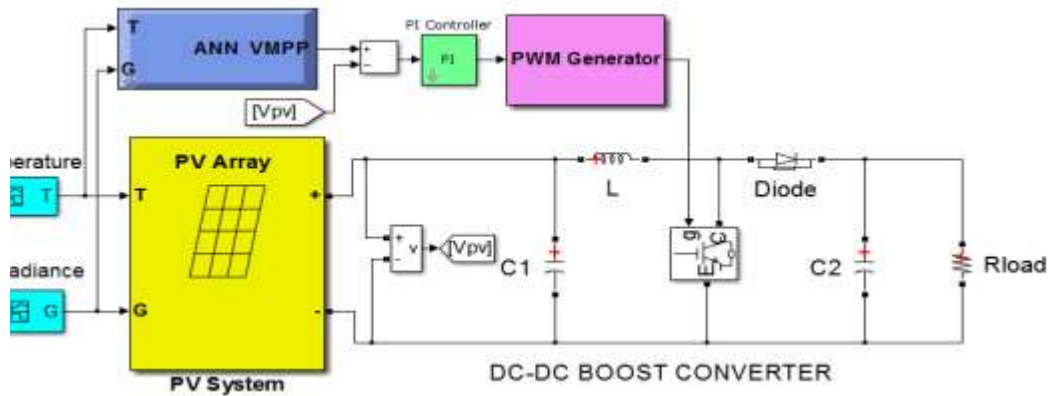 PI Controller
T
ANN VMPP
G
+
−
PI
PWM Generator
[Vpv]
perature
T
PV Array
T
+
L
Diode
g
C
E
+
-
v
[Vpv]
C1
C2
Rload
adiance
G
G
-
PV System
DC-DC BOOST CONVERTER